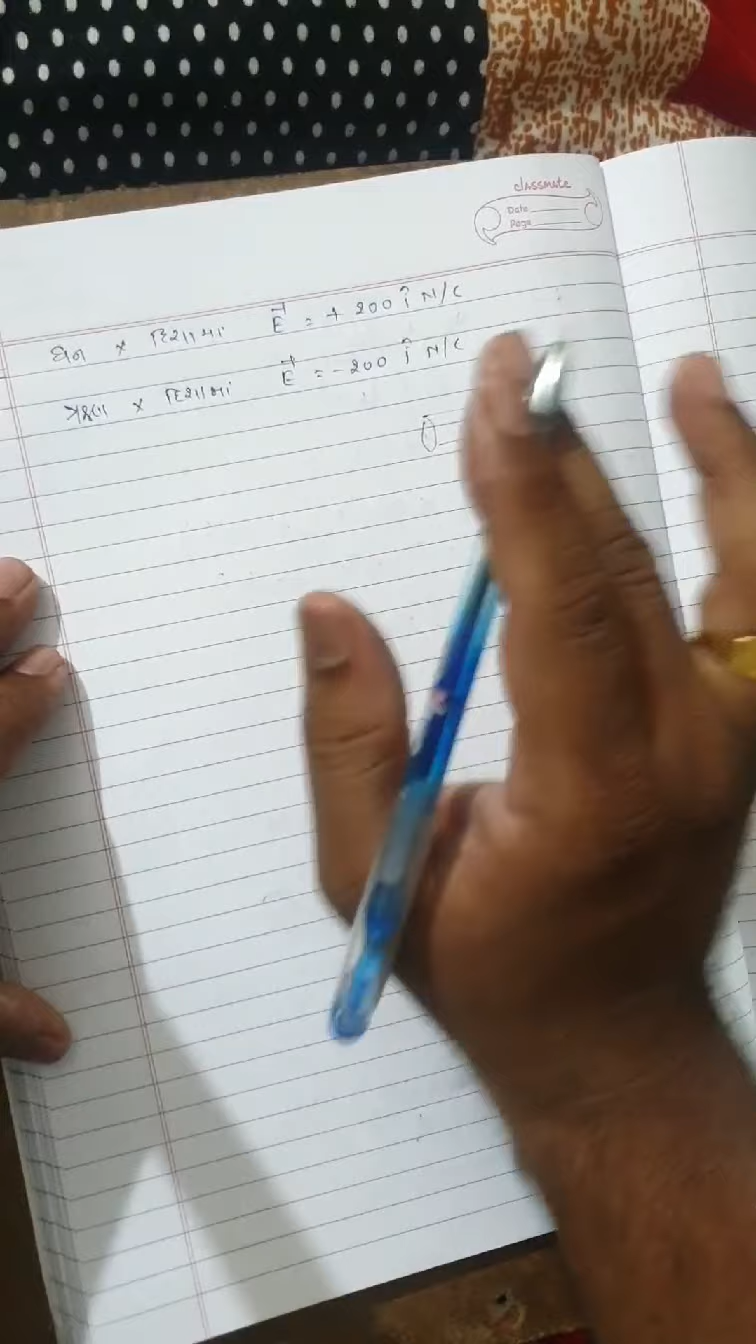 classmate
Date
Page
ધન x દિશામાં E⃗ = + 200 î N/C
ઋણ x દિશામાં E⃗ = - 200 î N/C